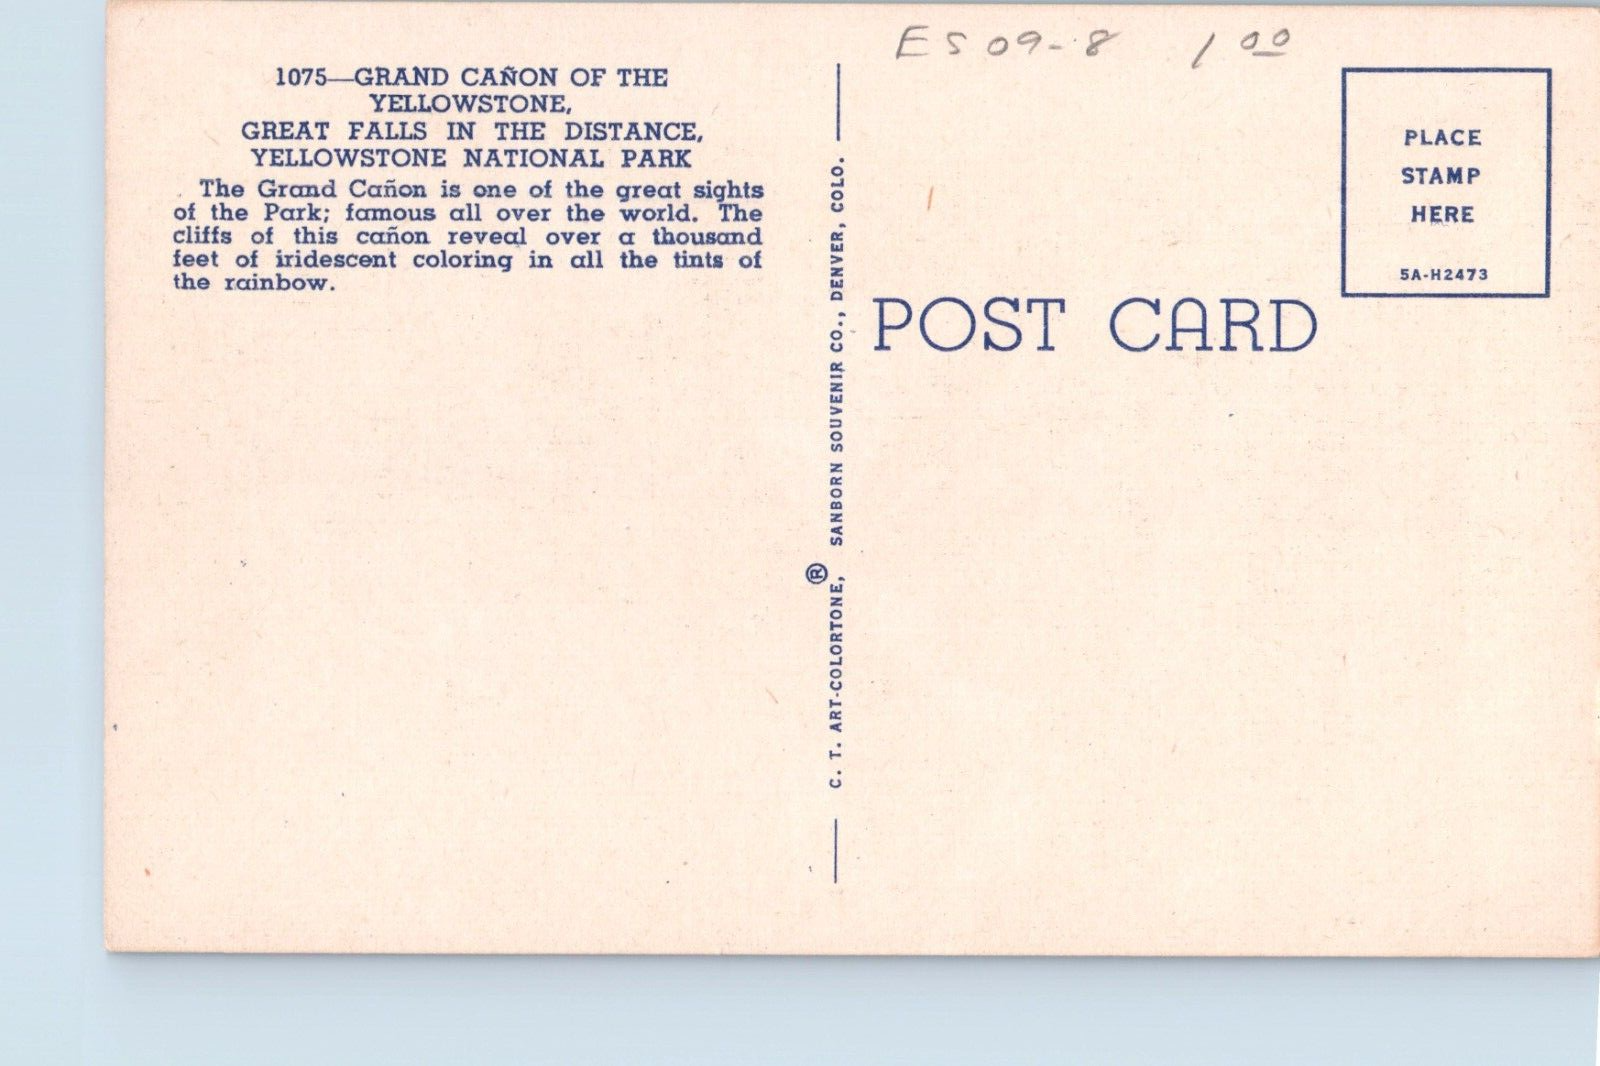 E509-8 1 00
1075—GRAND CAÑON OF THE
YELLOWSTONE,
GREAT FALLS IN THE DISTANCE,
YELLOWSTONE NATIONAL PARK
The Grand Cañon is one of the great sights
of the Park; famous all over the world. The
cliffs of this cañon reveal over a thousand
feet of iridescent coloring in all the tints of
the rainbow.
C. T. ART-COLORTONE, ® SANBORN SOUVENIR CO., DENVER, COLO.
POST CARD
PLACE
STAMP
HERE
5A-H2473